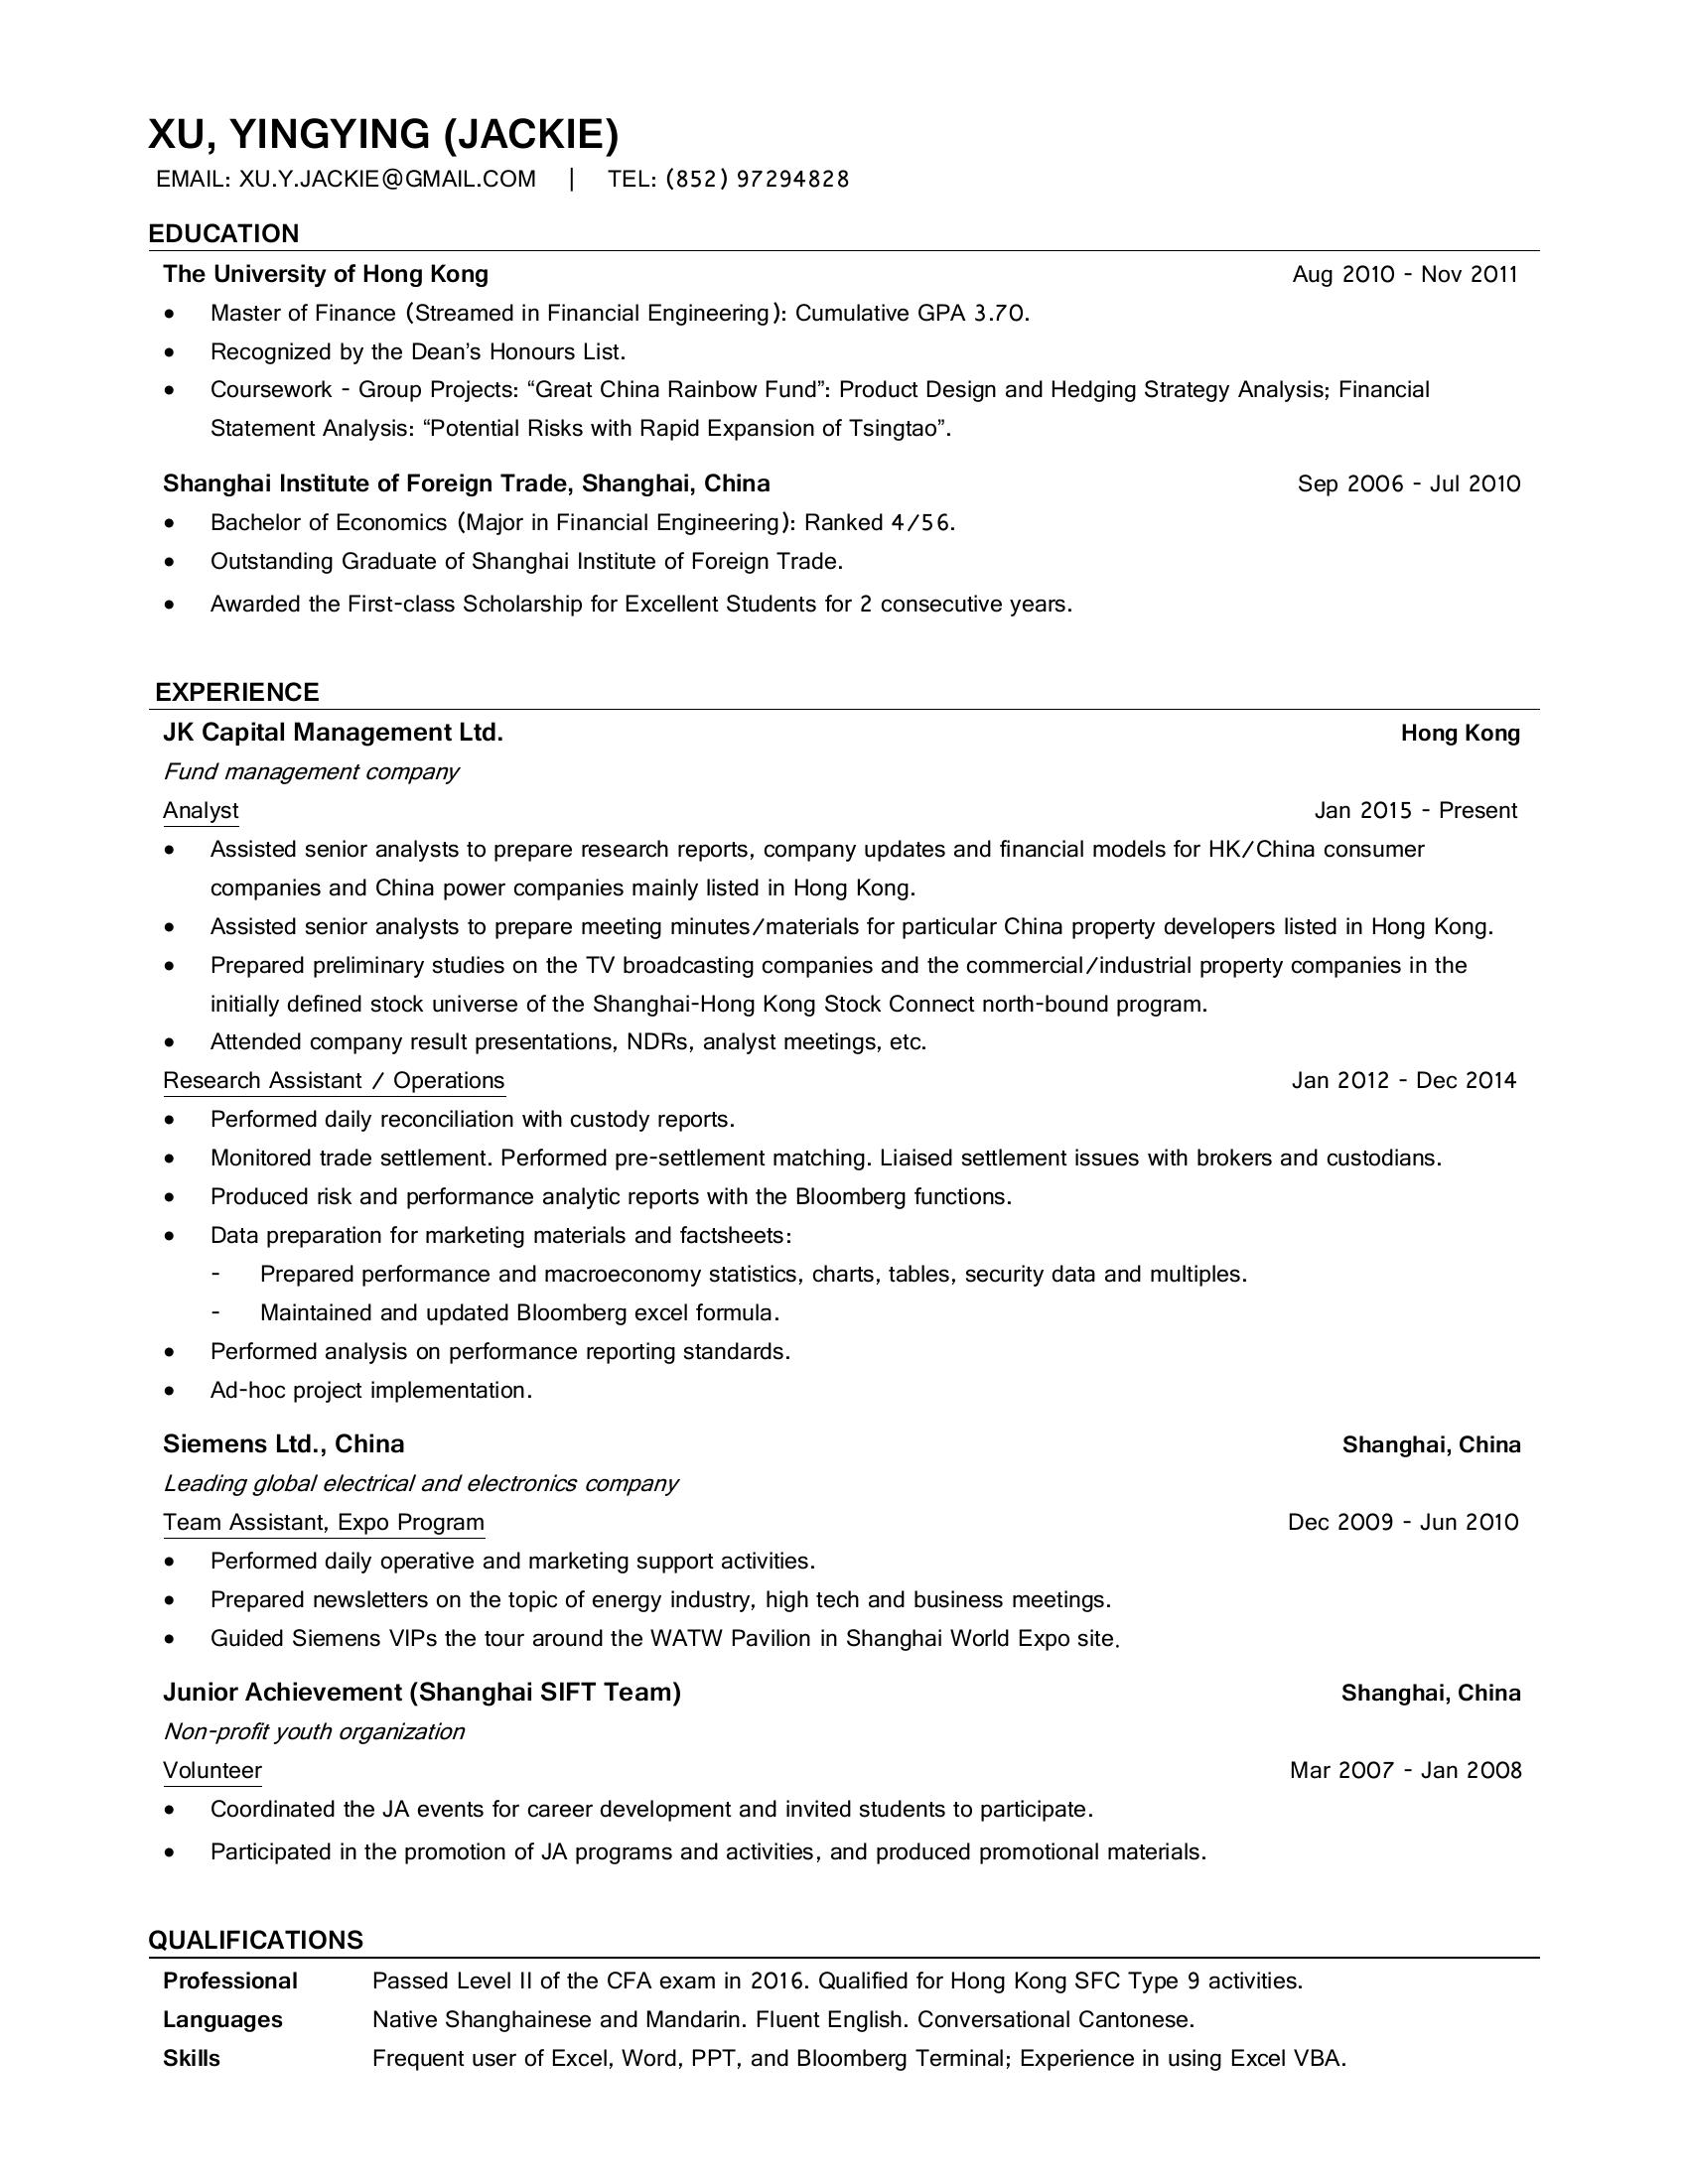 XU, YINGYING (JACKIE)
EMAIL: XU.Y.JACKIE@GMAIL.COM | TEL: (852) 97294828
EDUCATION
The University of Hong Kong Aug 2010 - Nov 2011
• Master of Finance (Streamed in Financial Engineering): Cumulative GPA 3.70.
• Recognized by the Dean’s Honours List.
• Coursework - Group Projects: “Great China Rainbow Fund”: Product Design and Hedging Strategy Analysis; Financial
Statement Analysis: “Potential Risks with Rapid Expansion of Tsingtao”.
Shanghai Institute of Foreign Trade, Shanghai, China Sep 2006 - Jul 2010
• Bachelor of Economics (Major in Financial Engineering): Ranked 4/56.
• Outstanding Graduate of Shanghai Institute of Foreign Trade.
• Awarded the First-class Scholarship for Excellent Students for 2 consecutive years.
EXPERIENCE
JK Capital Management Ltd. Hong Kong
Fund management company
Analyst Jan 2015 - Present
• Assisted senior analysts to prepare research reports, company updates and financial models for HK/China consumer
companies and China power companies mainly listed in Hong Kong.
• Assisted senior analysts to prepare meeting minutes/materials for particular China property developers listed in Hong Kong.
• Prepared preliminary studies on the TV broadcasting companies and the commercial/industrial property companies in the
initially defined stock universe of the Shanghai-Hong Kong Stock Connect north-bound program.
• Attended company result presentations, NDRs, analyst meetings, etc.
Research Assistant / Operations Jan 2012 - Dec 2014
• Performed daily reconciliation with custody reports.
• Monitored trade settlement. Performed pre-settlement matching. Liaised settlement issues with brokers and custodians.
• Produced risk and performance analytic reports with the Bloomberg functions.
• Data preparation for marketing materials and factsheets:
- Prepared performance and macroeconomy statistics, charts, tables, security data and multiples.
- Maintained and updated Bloomberg excel formula.
• Performed analysis on performance reporting standards.
• Ad-hoc project implementation.
Siemens Ltd., China Shanghai, China
Leading global electrical and electronics company
Team Assistant, Expo Program Dec 2009 - Jun 2010
• Performed daily operative and marketing support activities.
• Prepared newsletters on the topic of energy industry, high tech and business meetings.
• Guided Siemens VIPs the tour around the WATW Pavilion in Shanghai World Expo site.
Junior Achievement (Shanghai SIFT Team) Shanghai, China
Non-profit youth organization
Volunteer Mar 2007 - Jan 2008
• Coordinated the JA events for career development and invited students to participate.
• Participated in the promotion of JA programs and activities, and produced promotional materials.
QUALIFICATIONS
Professional Passed Level II of the CFA exam in 2016. Qualified for Hong Kong SFC Type 9 activities.
Languages Native Shanghainese and Mandarin. Fluent English. Conversational Cantonese.
Skills Frequent user of Excel, Word, PPT, and Bloomberg Terminal; Experience in using Excel VBA.